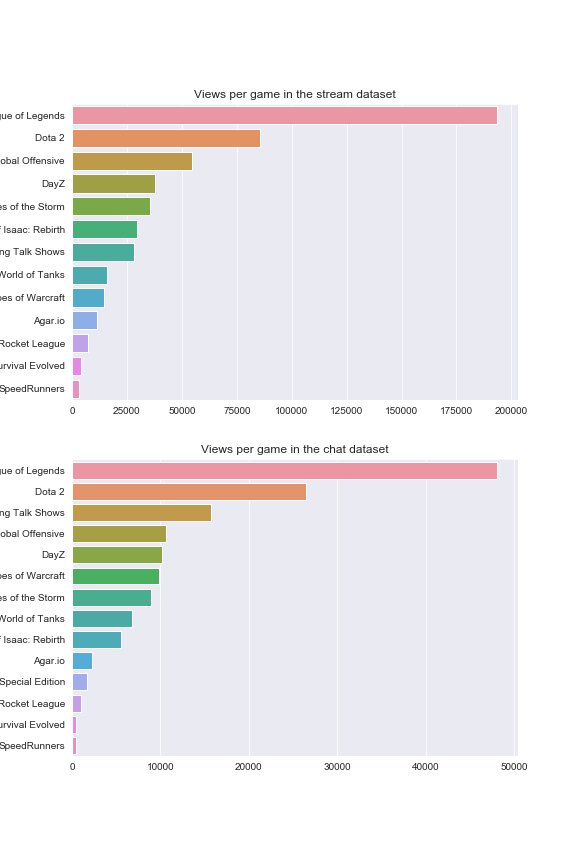 Views per game in the stream dataset
gue of Legends
Dota 2
obal Offensive
DayZ
es of the Storm
f Isaac: Rebirth
ng Talk Shows
World of Tanks
oes of Warcraft
Agar.io
Rocket League
urvival Evolved
SpeedRunners
0 25000 50000 75000 100000 125000 150000 175000 200000
Views per game in the chat dataset
gue of Legends
Dota 2
ng Talk Shows
obal Offensive
DayZ
oes of Warcraft
es of the Storm
World of Tanks
f Isaac: Rebirth
Agar.io
Special Edition
Rocket League
urvival Evolved
SpeedRunners
0 10000 20000 30000 40000 50000